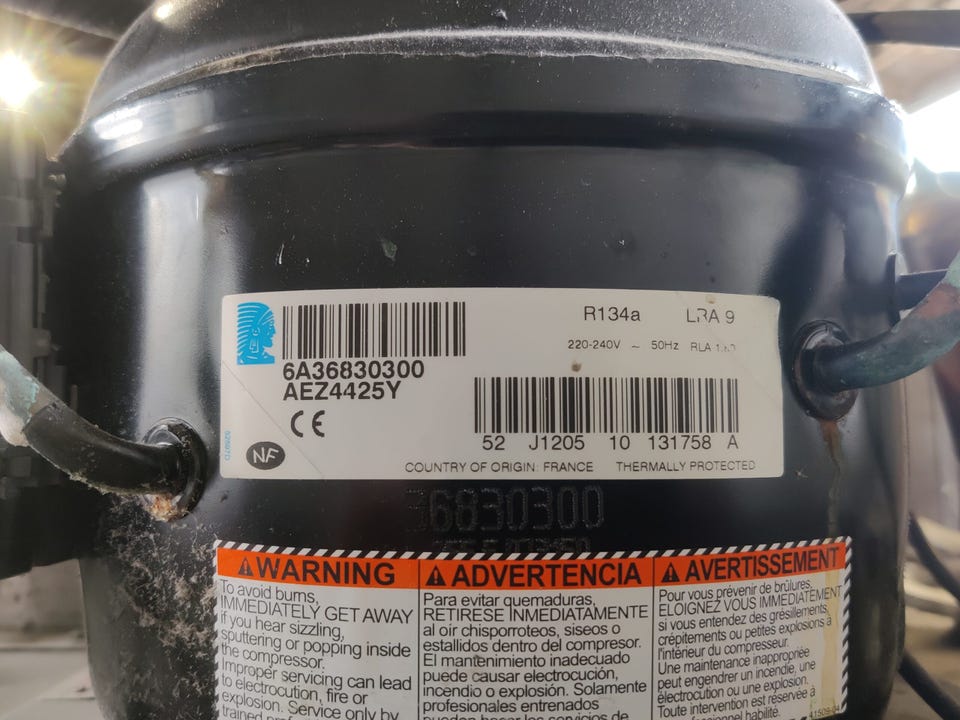 R134a LRA 9
220-240V ~ 50Hz RLA
6A36830300
AEZ4425Y
CE
52 J1205 10 131758 A
NF
COUNTRY OF ORIGIN: FRANCE THERMALLY PROTECTED
36830300
WARNING
To avoid burns,
IMMEDIATELY GET AWAY
if you hear sizzling,
sputtering or popping inside
the compressor.
Improper servicing can lead
to electrocution, fire or
explosion. Service only by
ADVERTENCIA
Para evitar quemaduras,
RETIRESE INMEDIATAMENTE
al oír chisporroteos, siseos o
estallidos dentro del compresor.
El mantenimiento inadecuado
puede causar electrocución,
incendio o explosión. Solamente
profesionales entrenados
AVERTISSEMENT
Pour vous prévenir de brûlures,
ELOIGNEZ VOUS IMMEDIATEMENT
si vous entendez des grésillements,
crépitements ou petites explosions à
l'intérieur du compresseur.
Une maintenance inappropriée
peut engendrer un incendie, une
électrocution ou une explosion.
Toute intervention est réservée à
professionnel habilité.